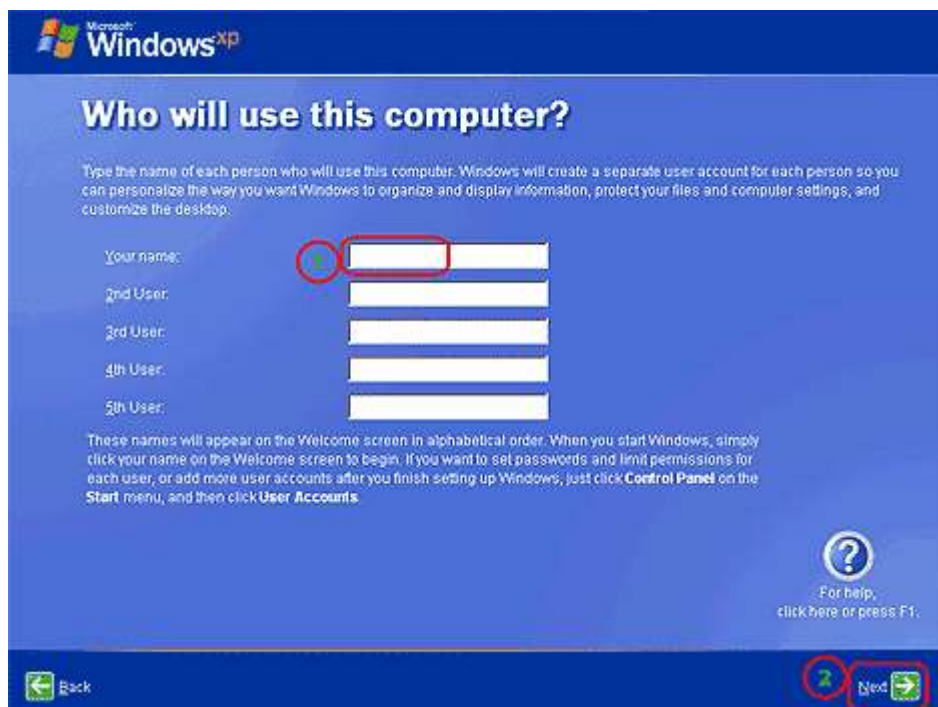 Microsoft
Windows xp
Who will use this computer?
Type the name of each person who will use this computer. Windows will create a separate user account for each person so you
can personalize the way you want Windows to organize and display information, protect your files and computer settings, and
customize the desktop.
Your name:
1
2nd User:
3rd User:
4th User:
5th User:
These names will appear on the Welcome screen in alphabetical order. When you start Windows, simply
click your name on the Welcome screen to begin. If you want to set passwords and limit permissions for
each user, or add more user accounts after you finish setting up Windows, just click Control Panel on the
Start menu, and then click User Accounts.
?
For help,
click here or press F1.
Back
2
Next